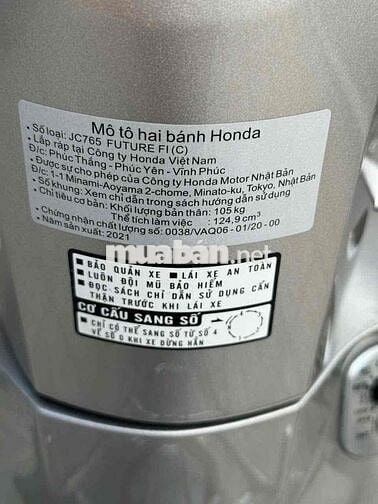 Mô tô hai bánh Honda
• Số loại: JC765 FUTURE FI (C)
• Lắp ráp tại Công ty Honda Việt Nam
Đ/c: Phúc Thắng - Phúc Yên - Vĩnh Phúc
• Được sự cho phép của Công ty Honda Motor Nhật Bản
Đ/c: 1-1 Minami-Aoyama 2-chome, Minato-ku, Tokyo, Nhật Bản
• Số khung: Xem chỉ dẫn trong sách hướng dẫn sử dụng
• Chỉ tiêu cơ bản: Khối lượng bản thân: 105 kg
Thể tích làm việc: 124,9 cm³
• Chứng nhận chất lượng số: 0038/VAQ06 - 01/20 - 00
• Năm sản xuất: 2021
muaban.net
BẢO QUẢN XE LÁI XE AN TOÀN
LUÔN ĐỘI MŨ BẢO HIỂM
ĐỌC SÁCH CHỈ DẪN SỬ DỤNG CẨN
THẬN TRƯỚC KHI LÁI XE
CƠ CẤU SANG SỐ
CHỈ CÓ THỂ SANG SỐ TỪ SỐ 4
VỀ SỐ 0 KHI XE DỪNG HẲN